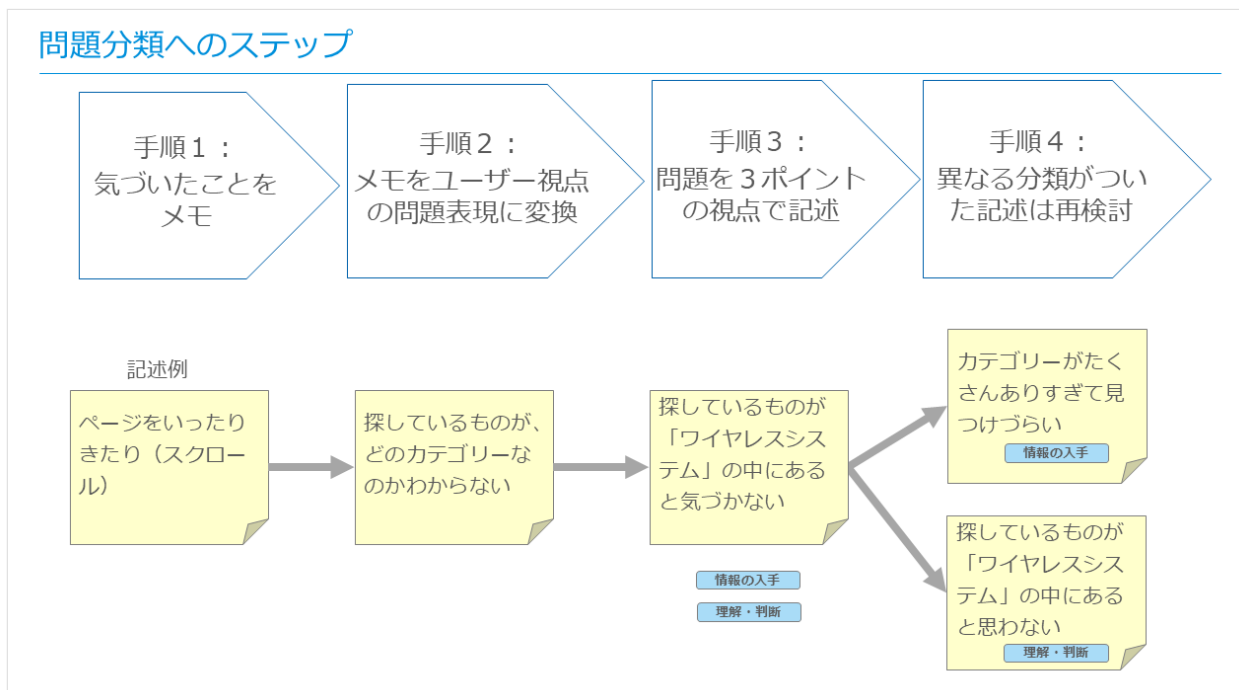 問題分類へのステップ
手順１：
気づいたことを
メモ
手順２：
メモをユーザー視点
の問題表現に変換
手順３：
問題を３ポイント
の視点で記述
手順４：
異なる分類がつい
た記述は再検討
記述例
ページをいったり
きたり（スクロー
ル）
探しているものが、
どのカテゴリーな
のかわからない
探しているものが
「ワイヤレスシス
テム」の中にある
と気づかない
情報の入手
理解・判断
カテゴリーがたく
さんありすぎて見
つけづらい
情報の入手
探しているものが
「ワイヤレスシス
テム」の中にある
と思わない
理解・判断